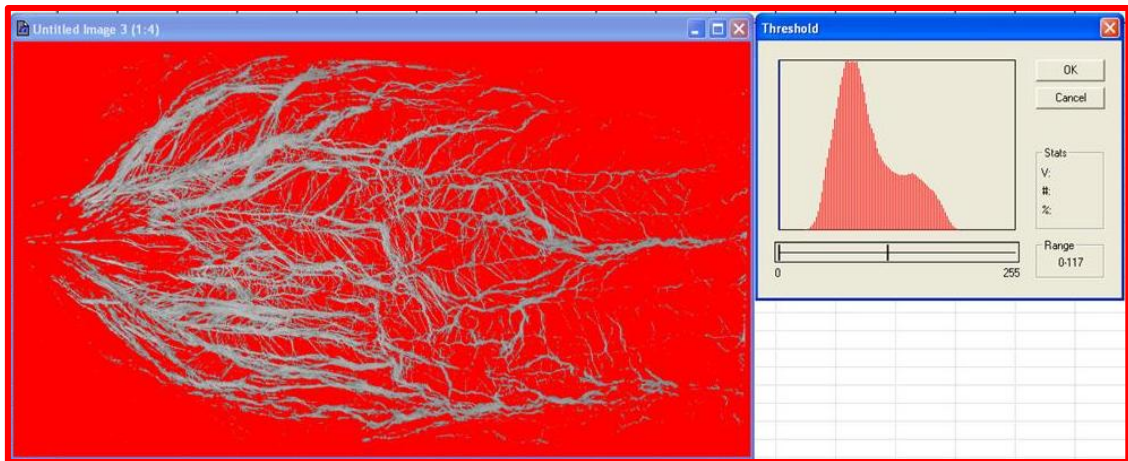 Untitled Image 3 (1:4)
Threshold
OK
Cancel
Stats
V:
#:
%:
0
255
Range
0-117